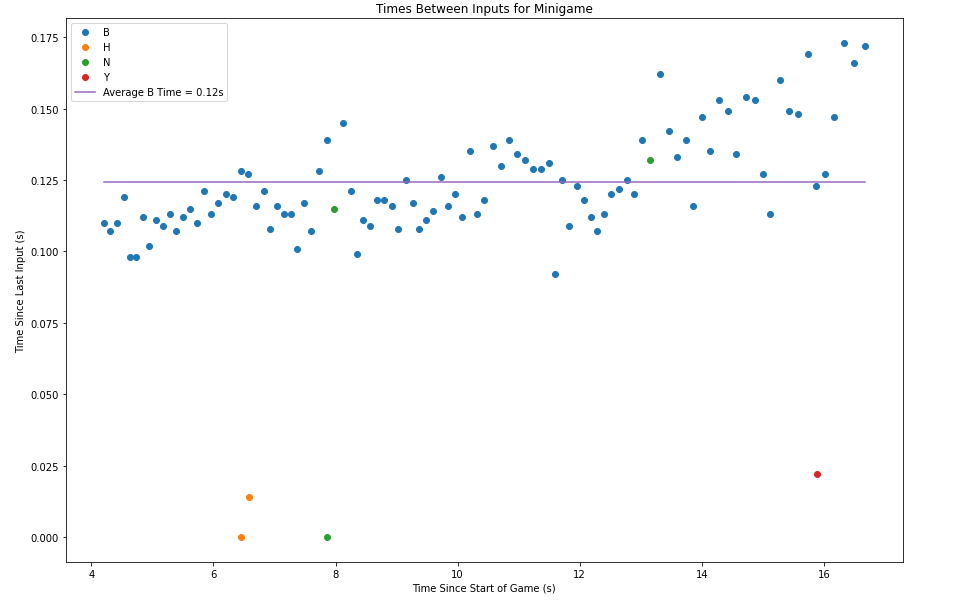 Times Between Inputs for Minigame
B
H
N
Y
Average B Time = 0.12s
Time Since Last Input (s)
0.175
0.150
0.125
0.100
0.075
0.050
0.025
0.000
4 6 8 10 12 14 16
Time Since Start of Game (s)